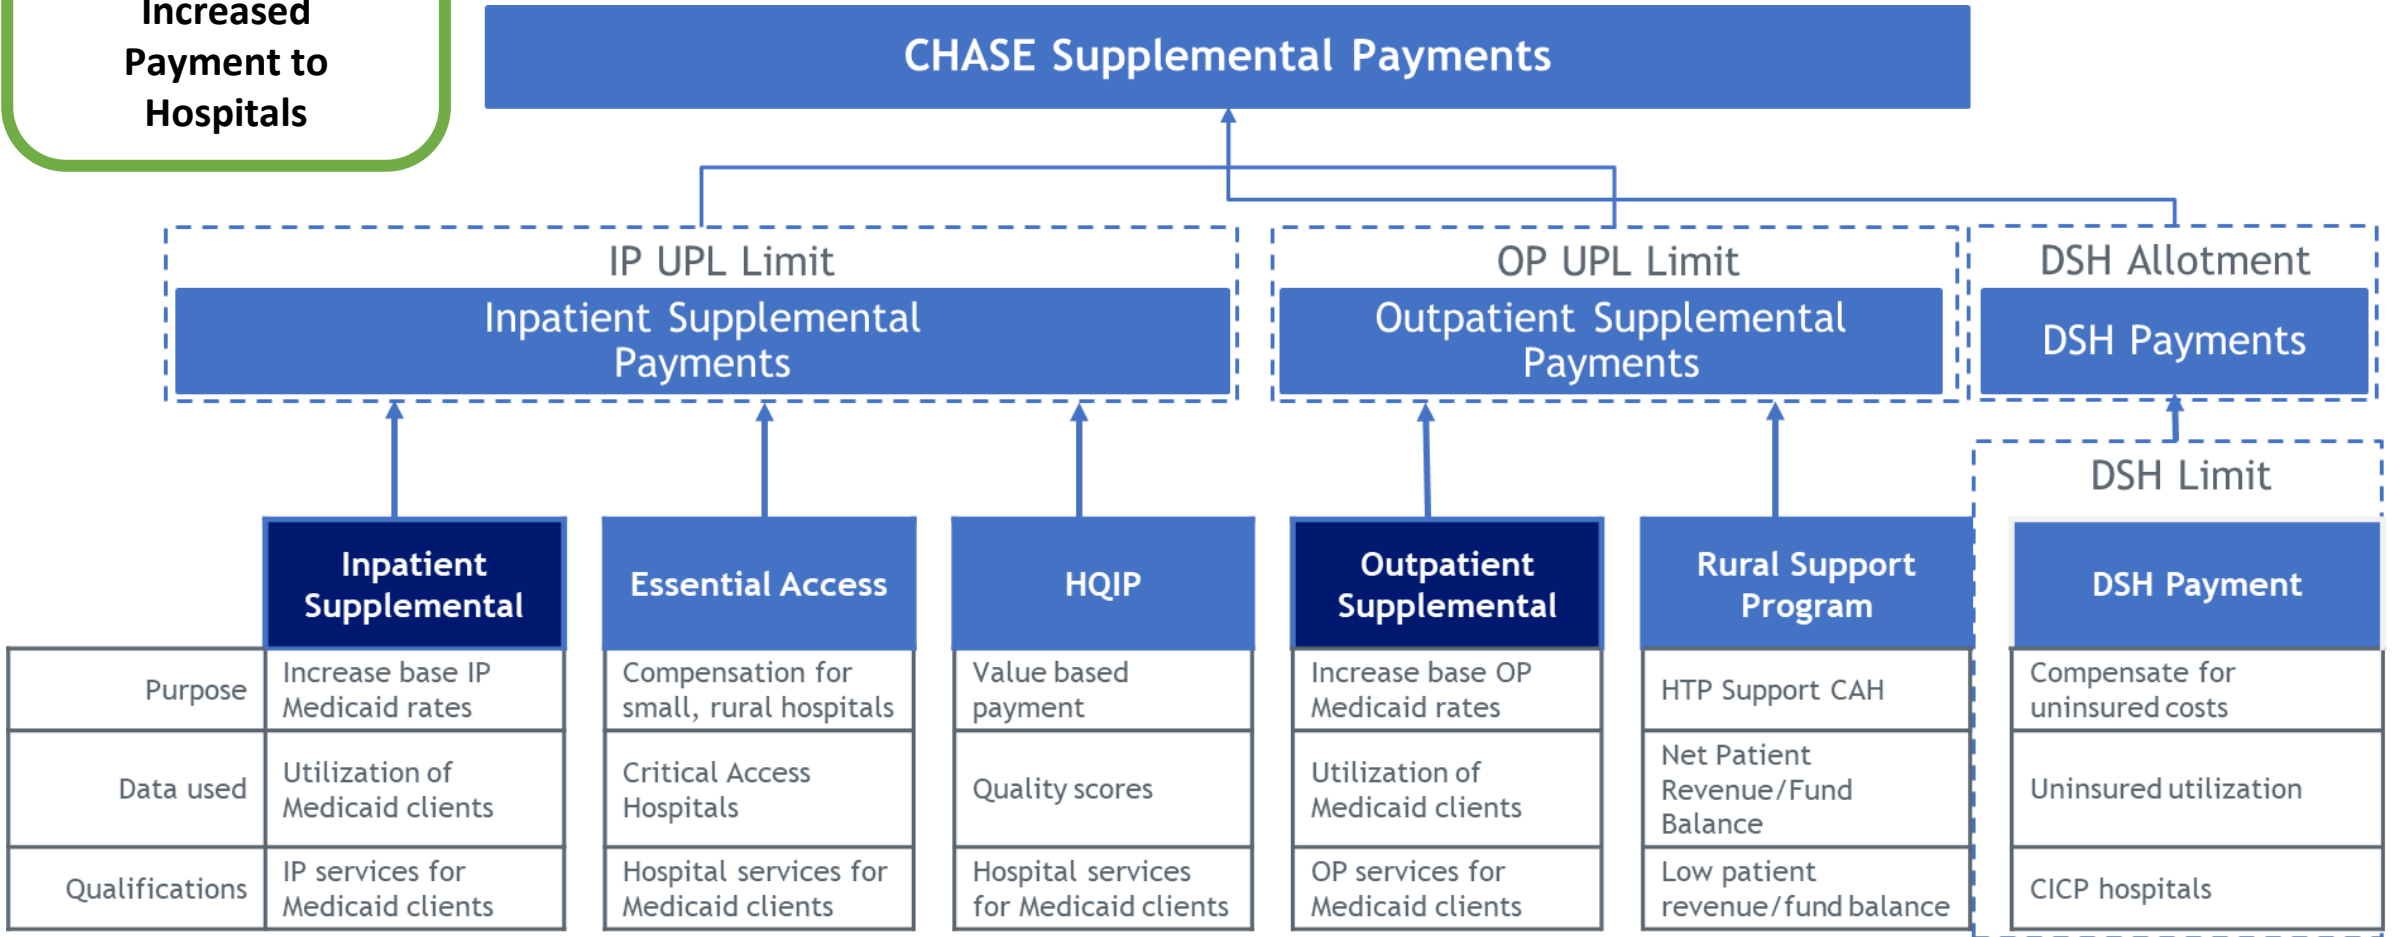 Increased
Payment to
Hospitals
CHASE Supplemental Payments
IP UPL Limit
Inpatient Supplemental
Payments
OP UPL Limit
Outpatient Supplemental
Payments
DSH Allotment
DSH Payments
DSH Limit
Inpatient
Supplemental
Essential Access
HQIP
Outpatient
Supplemental
Rural Support
Program
DSH Payment
Purpose
Increase base IP
Medicaid rates
Compensation for
small, rural hospitals
Value based
payment
Increase base OP
Medicaid rates
HTP Support CAH
Compensate for
uninsured costs
Data used
Utilization of
Medicaid clients
Critical Access
Hospitals
Quality scores
Utilization of
Medicaid clients
Net Patient
Revenue/Fund
Balance
Uninsured utilization
Qualifications
IP services for
Medicaid clients
Hospital services for
Medicaid clients
Hospital services
for Medicaid clients
OP services for
Medicaid clients
Low patient
revenue/fund balance
CICP hospitals